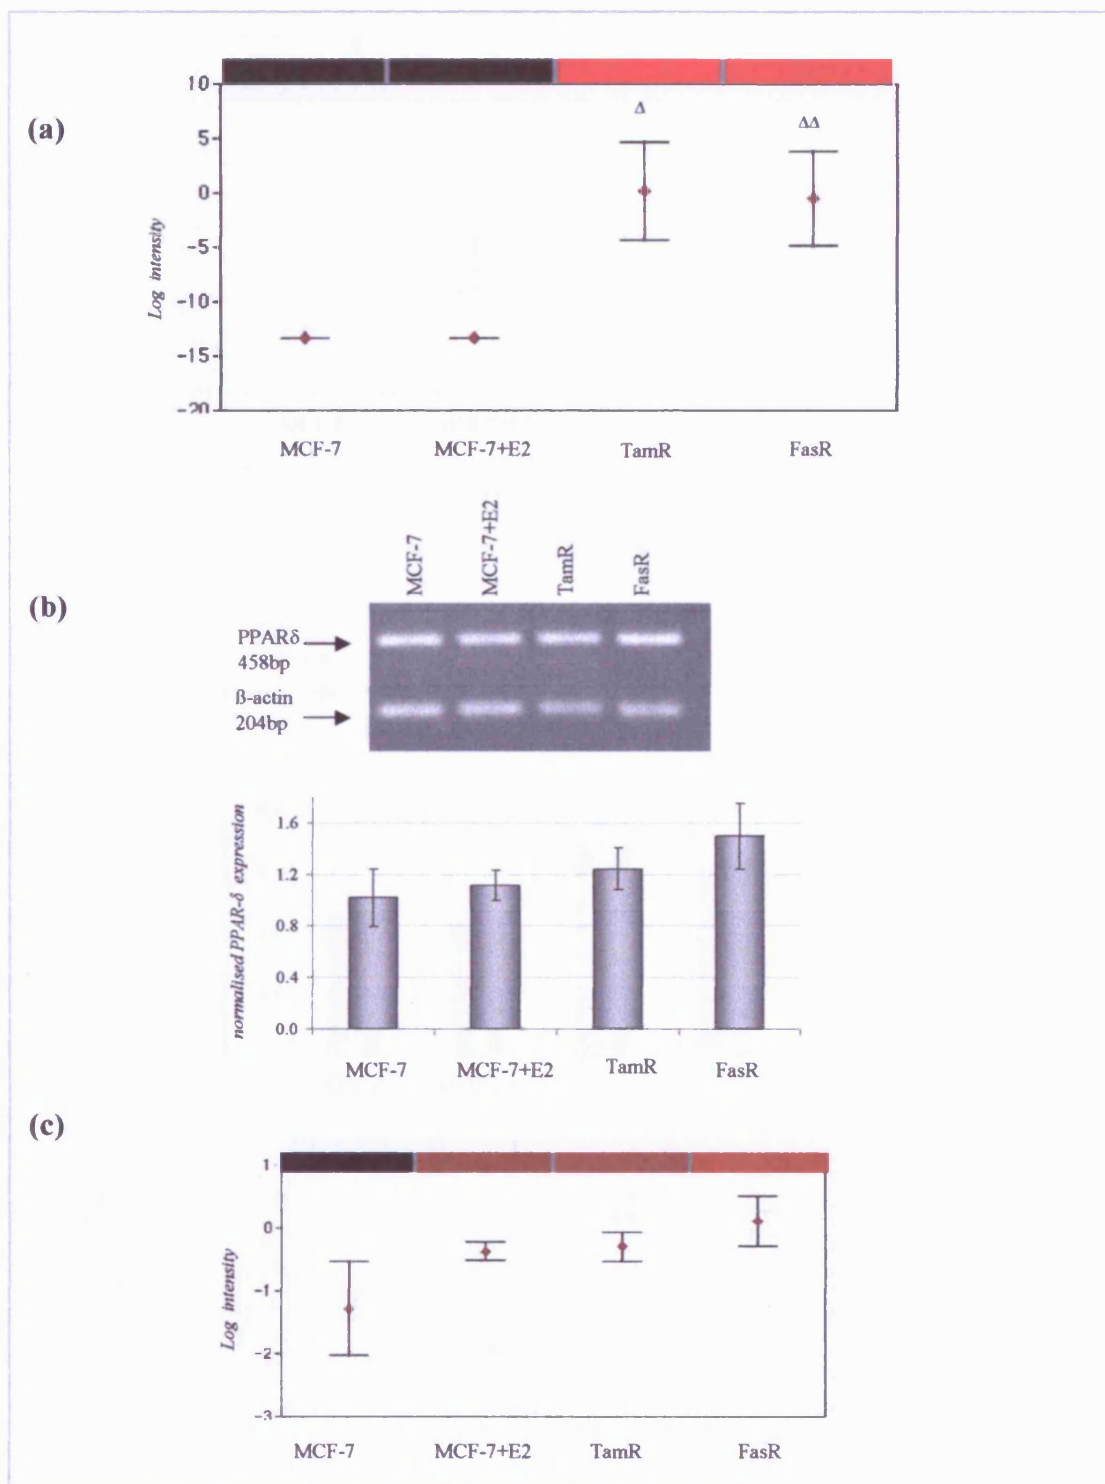 (a)
10
5
0
-5
-10
-15
-20
Log intensity
Δ
ΔΔ
MCF-7 MCF-7+E2 TamR FasR
(b)
MCF-7
MCF-7+E2
TamR
FasR
PPARδ
458bp
ß-actin
204bp
normalised PPAR-δ expression
1.6
1.2
0.8
0.4
0.0
MCF-7 MCF-7+E2 TamR FasR
(c)
1
0
-1
-2
-3
Log intensity
MCF-7 MCF-7+E2 TamR FasR